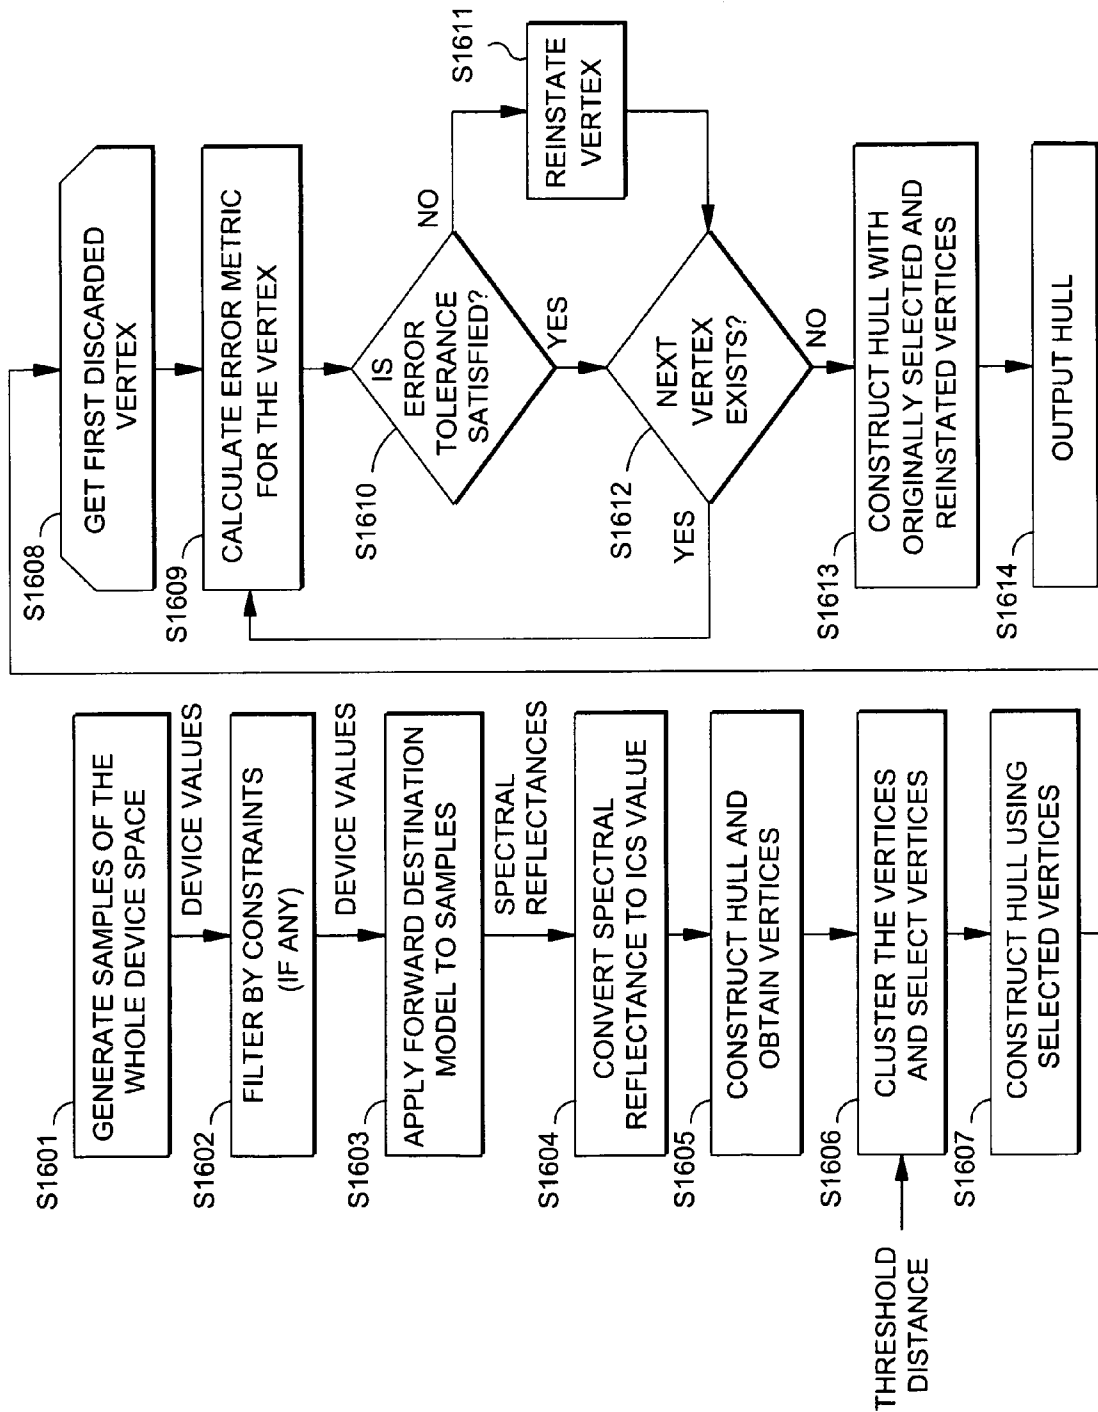 S1601
GENERATE SAMPLES OF THE
WHOLE DEVICE SPACE
DEVICE VALUES
S1602
FILTER BY CONSTRAINTS
(IF ANY)
DEVICE VALUES
S1603
APPLY FORWARD DESTINATION
MODEL TO SAMPLES
SPECTRAL
REFLECTANCES
S1604
CONVERT SPECTRAL
REFLECTANCE TO ICS VALUE
S1605
CONSTRUCT HULL AND
OBTAIN VERTICES
THRESHOLD
DISTANCE
S1606
CLUSTER THE VERTICES
AND SELECT VERTICES
S1607
CONSTRUCT HULL USING
SELECTED VERTICES
S1608
GET FIRST DISCARDED
VERTEX
S1609
CALCULATE ERROR METRIC
FOR THE VERTEX
S1610
IS
ERROR
TOLERANCE
SATISFIED?
NO
YES
S1611
REINSTATE
VERTEX
S1612
NEXT
VERTEX
EXISTS?
YES
NO
S1613
CONSTRUCT HULL WITH
ORIGINALLY SELECTED AND
REINSTATED VERTICES
S1614
OUTPUT HULL